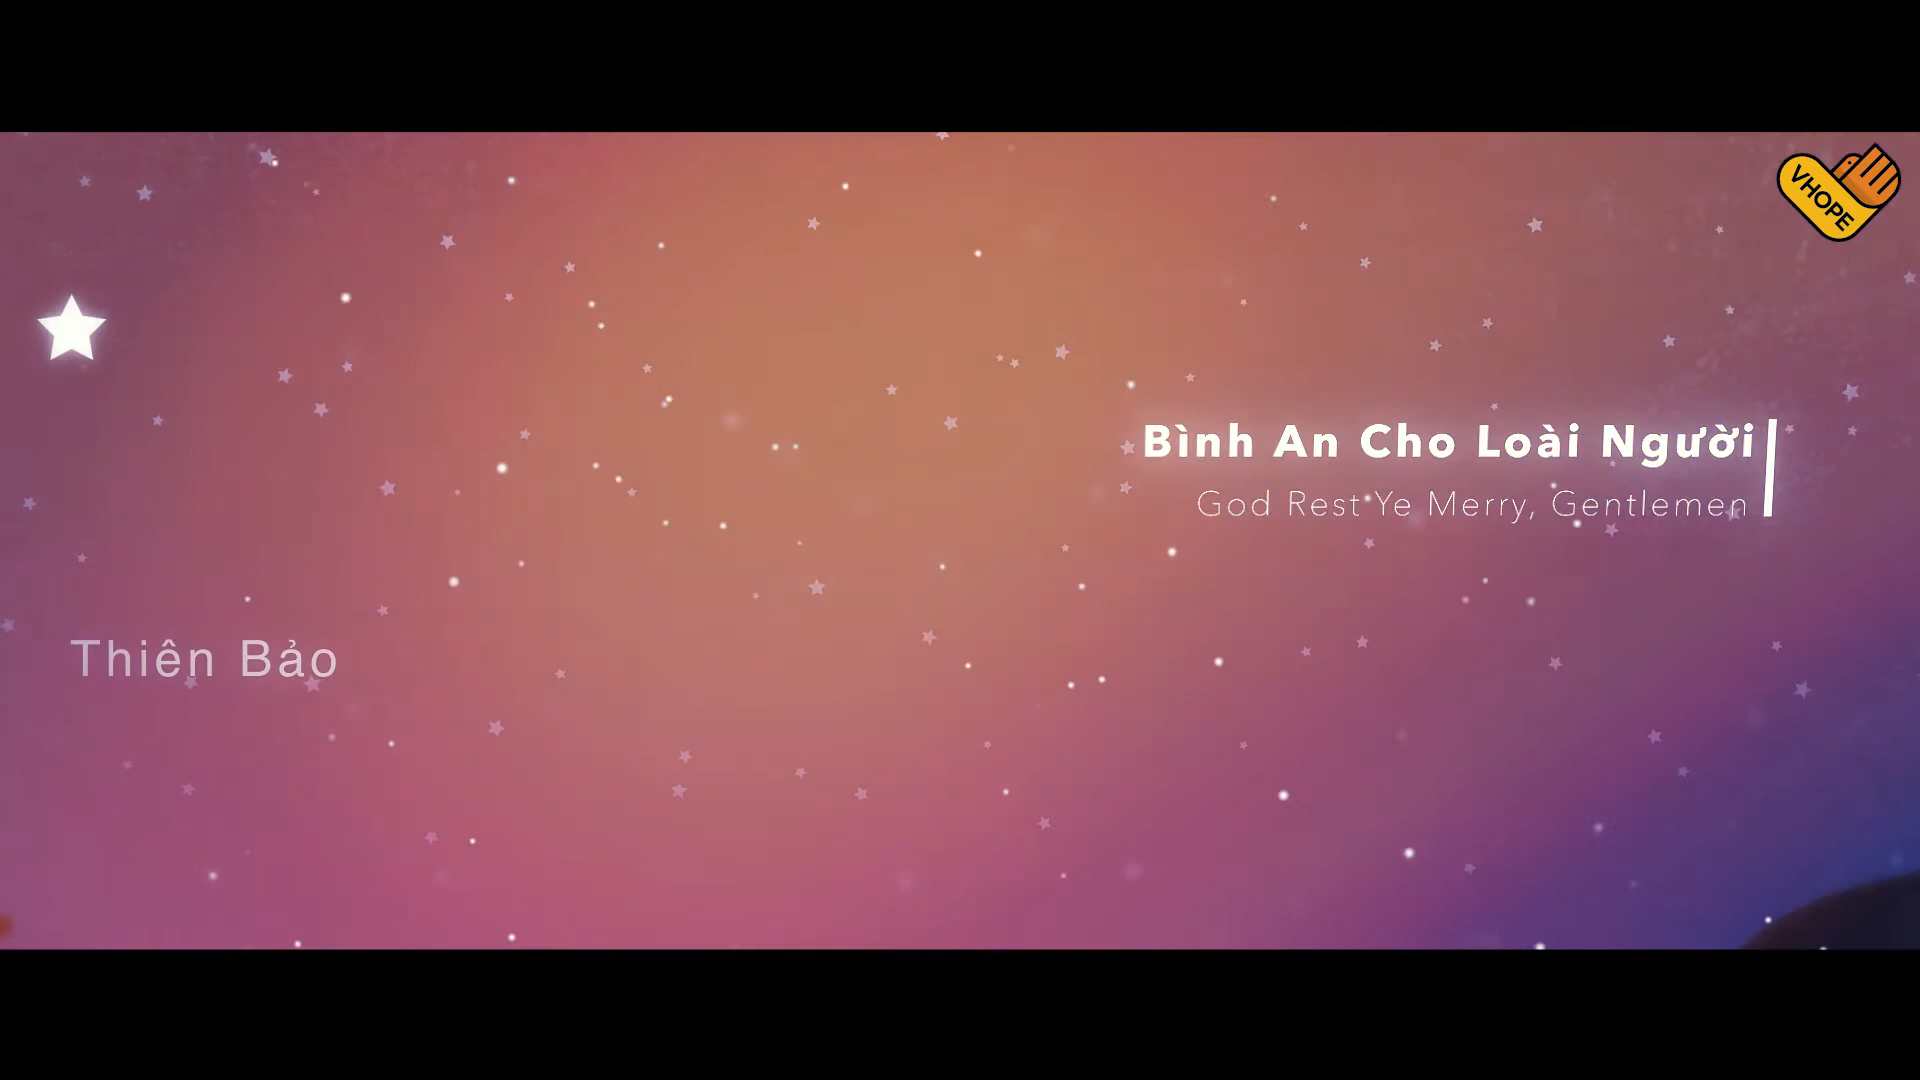 VHOPE
Bình An Cho Loài Người
God Rest Ye Merry, Gentlemen
Thiên Bảo